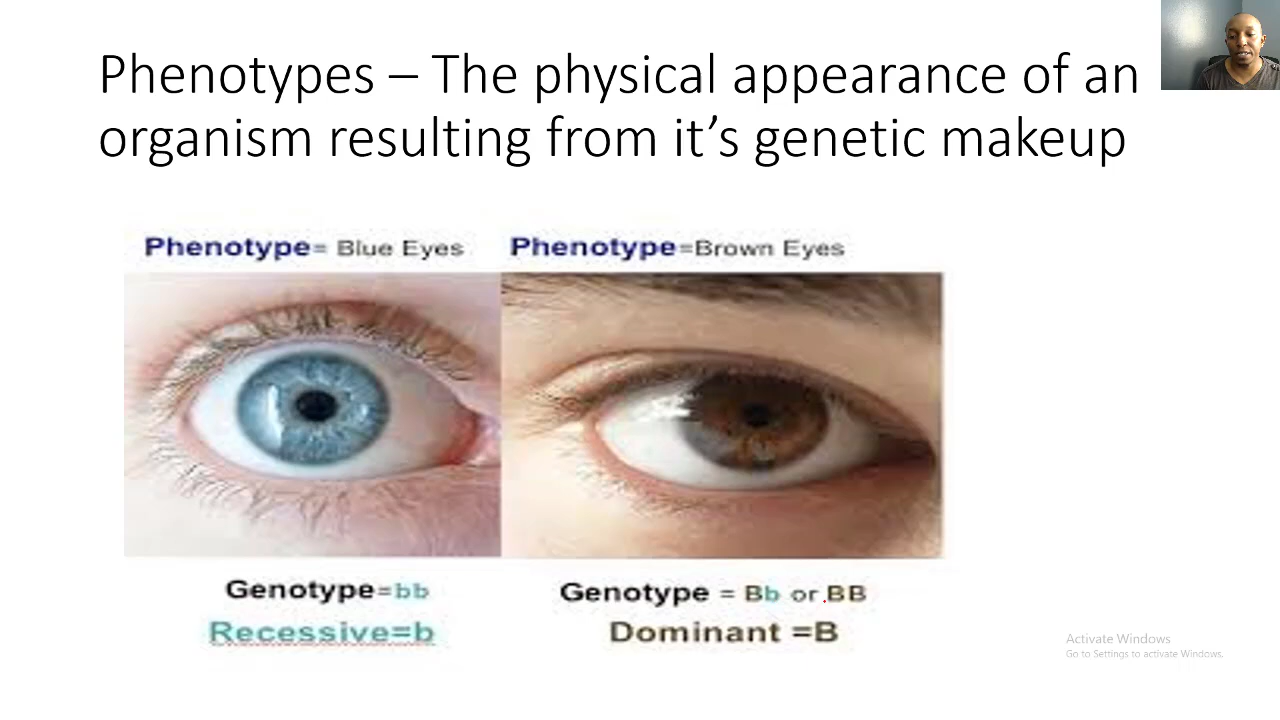 Phenotypes – The physical appearance of an
organism resulting from it’s genetic makeup
Phenotype= Blue Eyes
Phenotype=Brown Eyes
Genotype=bb
Genotype = Bb or BB
Recessive=b
Dominant =B
Activate Windows
Go to Settings to activate Windows.